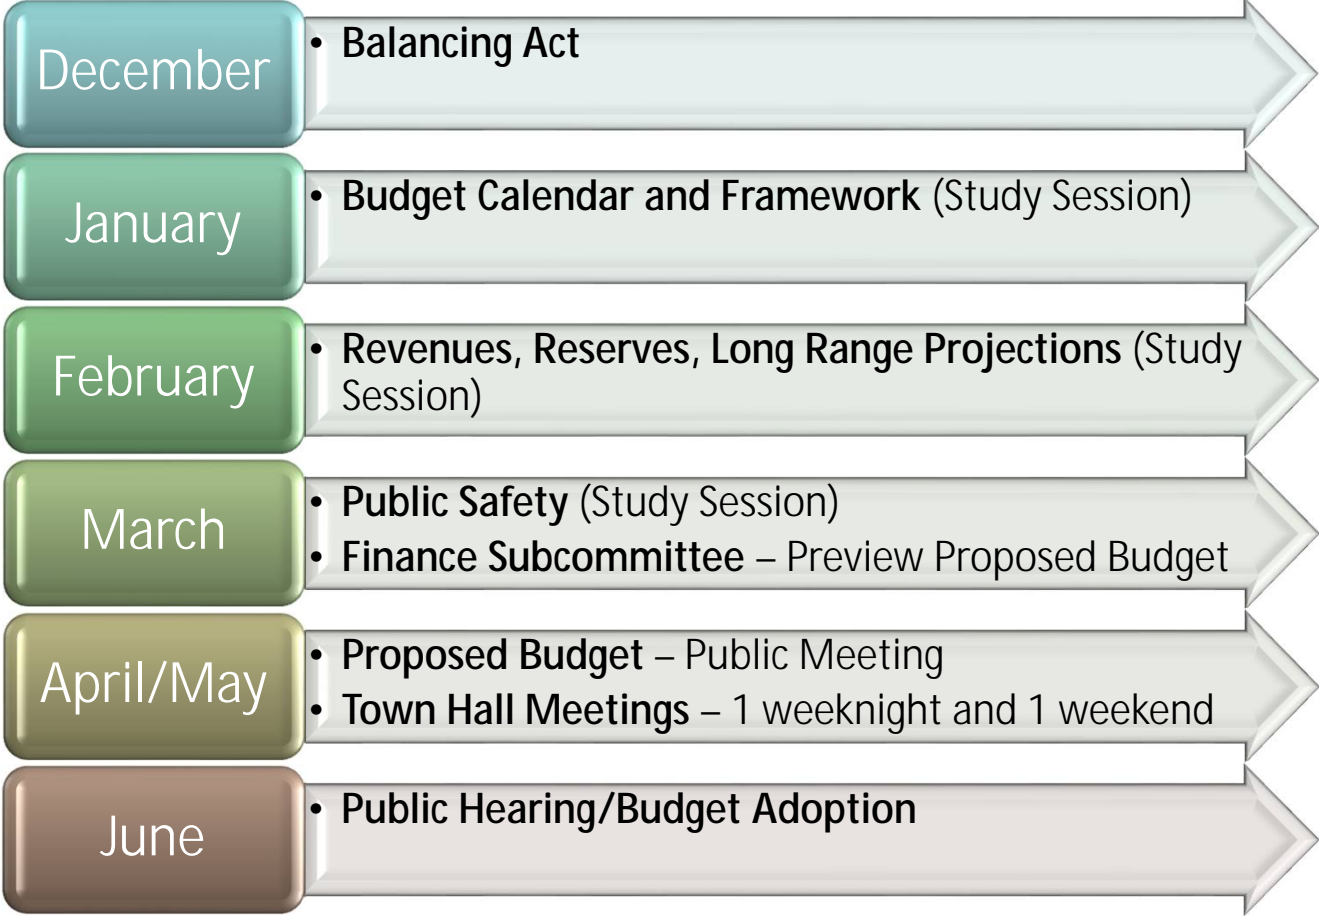 December
• Balancing Act
January
• Budget Calendar and Framework (Study Session)
February
• Revenues, Reserves, Long Range Projections (Study
Session)
March
• Public Safety (Study Session)
• Finance Subcommittee – Preview Proposed Budget
April/May
• Proposed Budget – Public Meeting
• Town Hall Meetings – 1 weeknight and 1 weekend
June
• Public Hearing/Budget Adoption